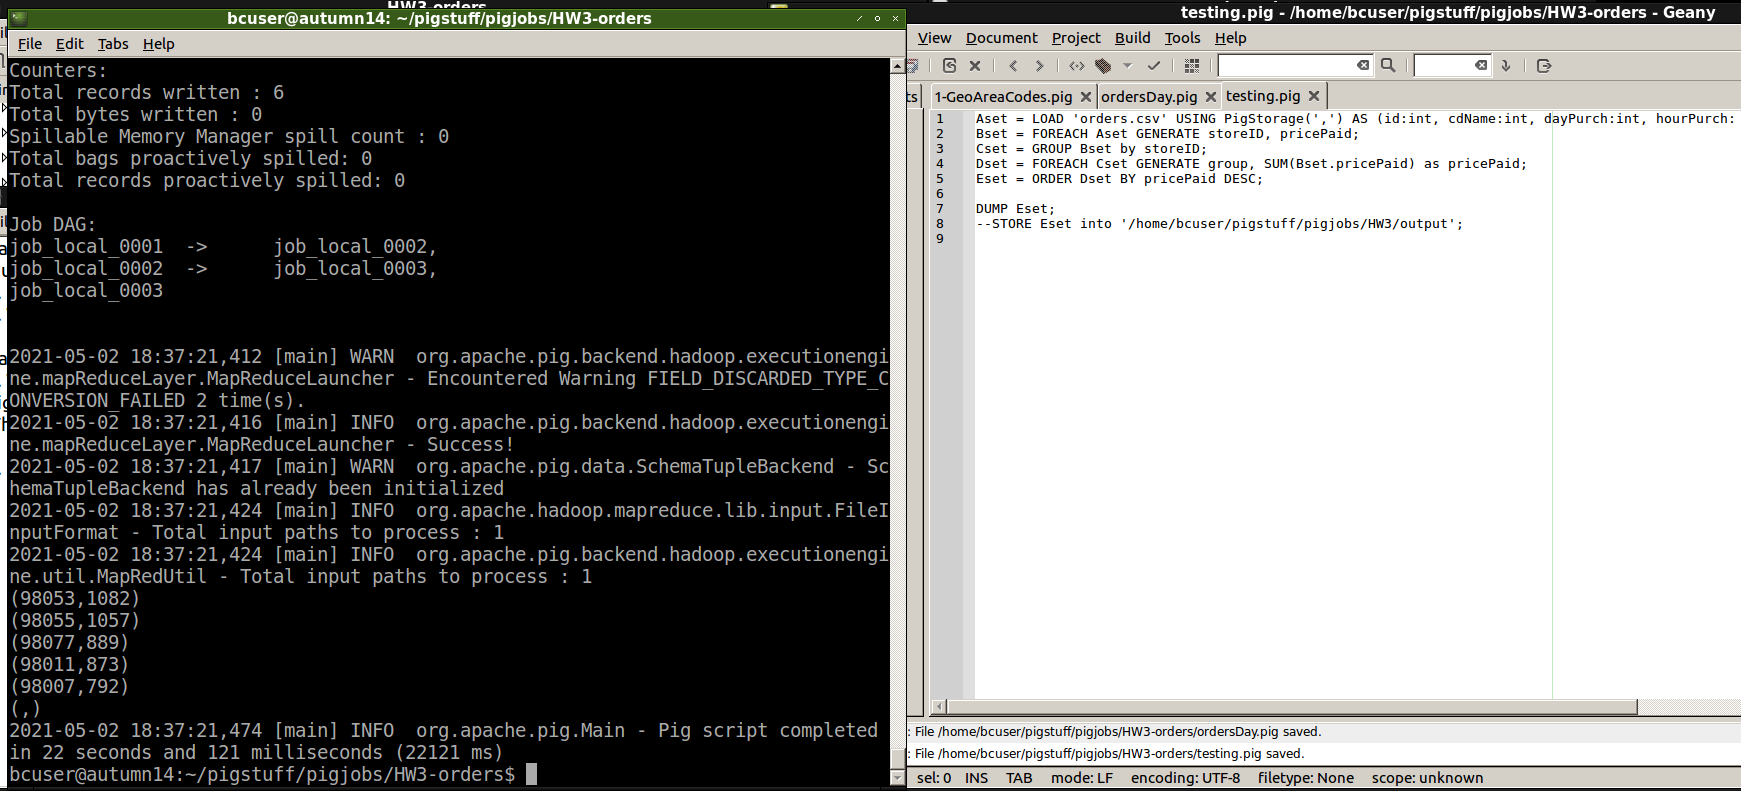 HW3-orders
bcuser@autumn14: ~/pigstuff/pigjobs/HW3-orders
File Edit Tabs Help
Counters:
Total records written : 6
Total bytes written : 0
Spillable Memory Manager spill count : 0
Total bags proactively spilled: 0
Total records proactively spilled: 0
Job DAG:
job_local_0001 -> job_local_0002,
job_local_0002 -> job_local_0003,
job_local_0003
2021-05-02 18:37:21,412 [main] WARN org.apache.pig.backend.hadoop.executionengi
ne.mapReduceLayer.MapReduceLauncher - Encountered Warning FIELD_DISCARDED_TYPE_C
ONVERSION_FAILED 2 time(s).
2021-05-02 18:37:21,416 [main] INFO org.apache.pig.backend.hadoop.executionengi
ne.mapReduceLayer.MapReduceLauncher - Success!
2021-05-02 18:37:21,417 [main] WARN org.apache.pig.data.SchemaTupleBackend - Sc
hemaTupleBackend has already been initialized
2021-05-02 18:37:21,424 [main] INFO org.apache.hadoop.mapreduce.lib.input.FileI
nputFormat - Total input paths to process : 1
2021-05-02 18:37:21,424 [main] INFO org.apache.pig.backend.hadoop.executionengi
ne.util.MapRedUtil - Total input paths to process : 1
(98053,1082)
(98055,1057)
(98077,889)
(98011,873)
(98007,792)
(,)
2021-05-02 18:37:21,474 [main] INFO org.apache.pig.Main - Pig script completed
in 22 seconds and 121 milliseconds (22121 ms)
bcuser@autumn14:~/pigstuff/pigjobs/HW3-orders$
testing.pig - /home/bcuser/pigstuff/pigjobs/HW3-orders - Geany
View Document Project Build Tools Help
ts 1-GeoAreaCodes.pig ordersDay.pig testing.pig
1 Aset = LOAD 'orders.csv' USING PigStorage(',') AS (id:int, cdName:int, dayPurch:int, hourPurch:
2 Bset = FOREACH Aset GENERATE storeID, pricePaid;
3 Cset = GROUP Bset by storeID;
4 Dset = FOREACH Cset GENERATE group, SUM(Bset.pricePaid) as pricePaid;
5 Eset = ORDER Dset BY pricePaid DESC;
6
7 DUMP Eset;
8 --STORE Eset into '/home/bcuser/pigstuff/pigjobs/HW3/output';
9
: File /home/bcuser/pigstuff/pigjobs/HW3-orders/ordersDay.pig saved.
: File /home/bcuser/pigstuff/pigjobs/HW3-orders/testing.pig saved.
sel: 0 INS TAB mode: LF encoding: UTF-8 filetype: None scope: unknown